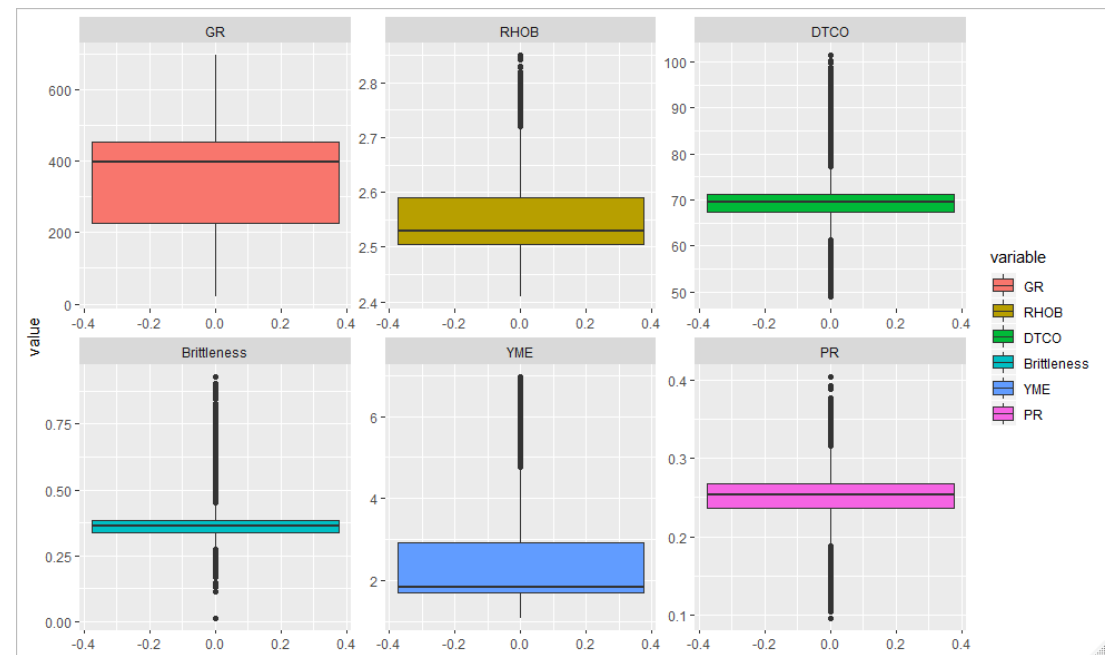 GR
RHOB
DTCO
600
400
200
0
2.8
2.7
2.6
2.5
2.4
100
90
80
70
60
50
-0.4 -0.2 0.0 0.2 0.4
-0.4 -0.2 0.0 0.2 0.4
-0.4 -0.2 0.0 0.2 0.4
value
Brittleness
YME
PR
0.75
0.50
0.25
0.00
6
4
2
0.4
0.3
0.2
0.1
-0.4 -0.2 0.0 0.2 0.4
-0.4 -0.2 0.0 0.2 0.4
-0.4 -0.2 0.0 0.2 0.4
variable
GR
RHOB
DTCO
Brittleness
YME
PR